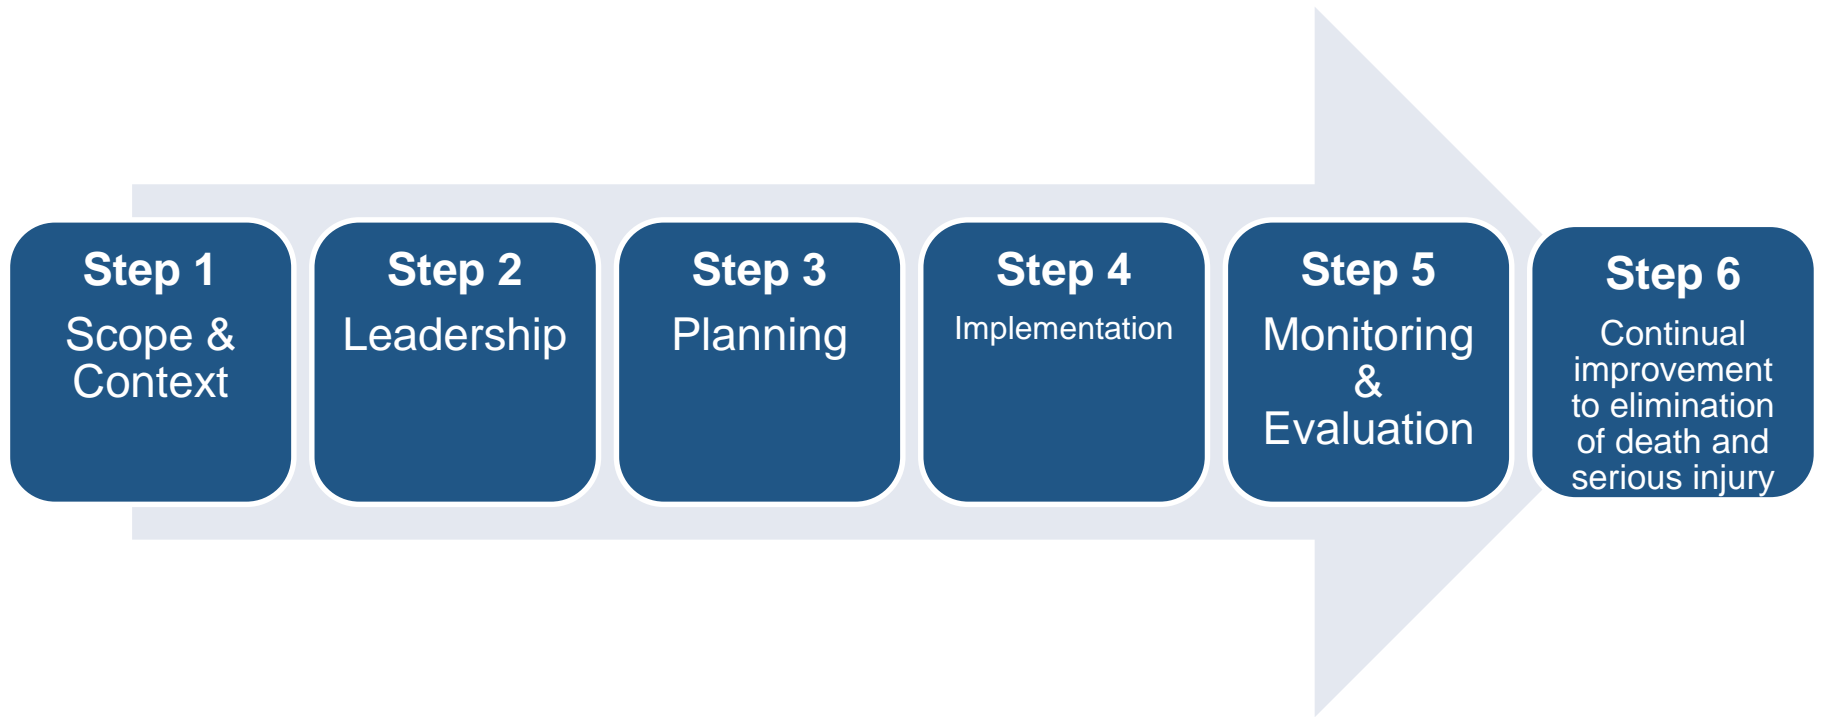 Step 1
Scope &
Context
Step 2
Leadership
Step 3
Planning
Step 4
Implementation
Step 5
Monitoring
&
Evaluation
Step 6
Continual
improvement
to elimination
of death and
serious injury